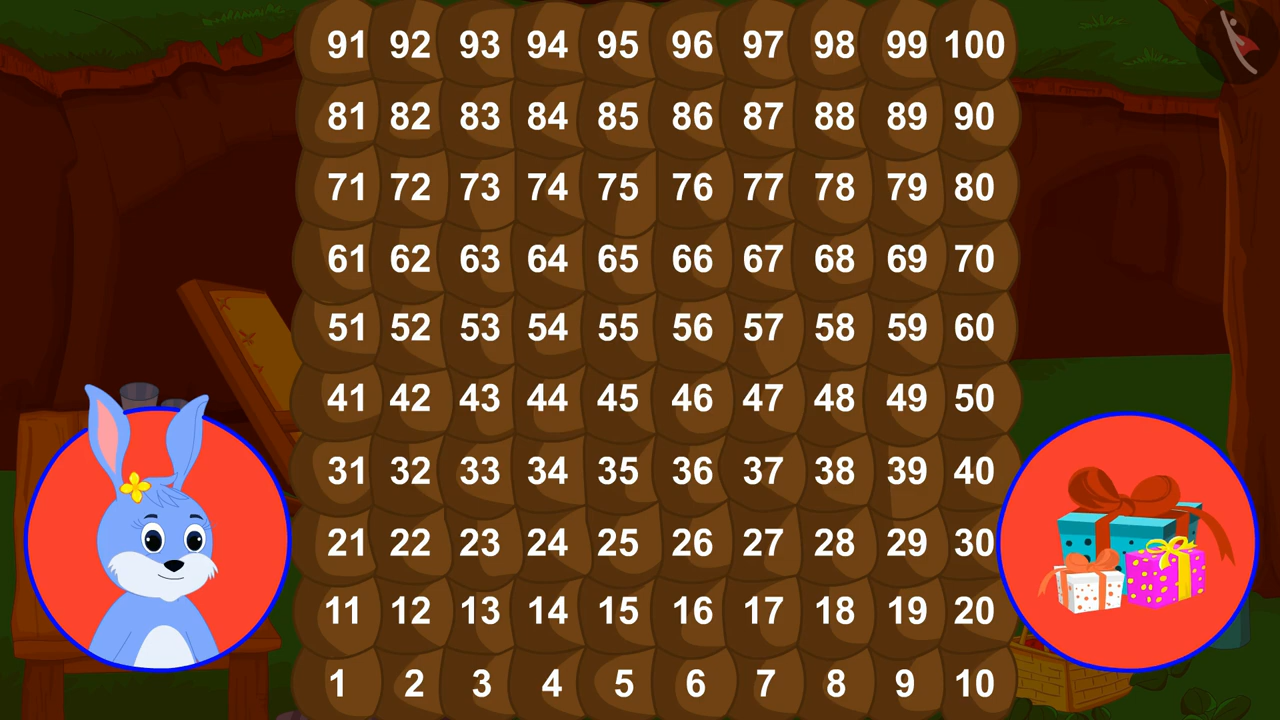 91 92 93 94 95 96 97 98 99 100
81 82 83 84 85 86 87 88 89 90
71 72 73 74 75 76 77 78 79 80
61 62 63 64 65 66 67 68 69 70
51 52 53 54 55 56 57 58 59 60
41 42 43 44 45 46 47 48 49 50
31 32 33 34 35 36 37 38 39 40
21 22 23 24 25 26 27 28 29 30
11 12 13 14 15 16 17 18 19 20
1 2 3 4 5 6 7 8 9 10